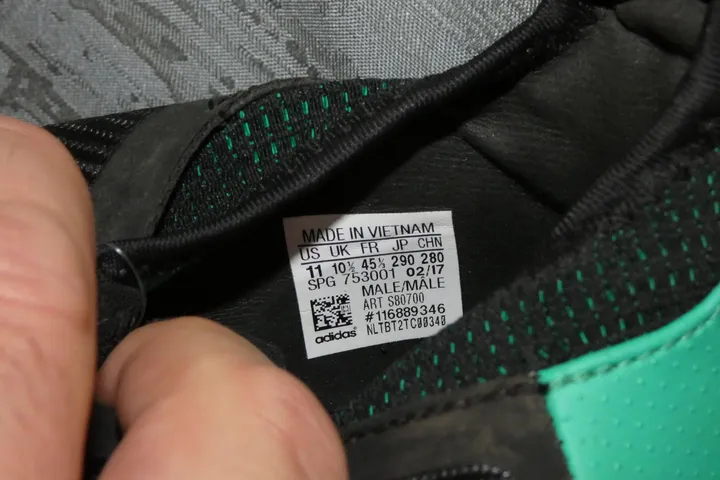 MADE IN VIETNAM
US UK FR JP CHN
11 10½ 45⅓ 290 280
SPG 753001 02/17
MALE/MÂLE
ART S80700
#116889346
adidas® NLTBT2TC00340